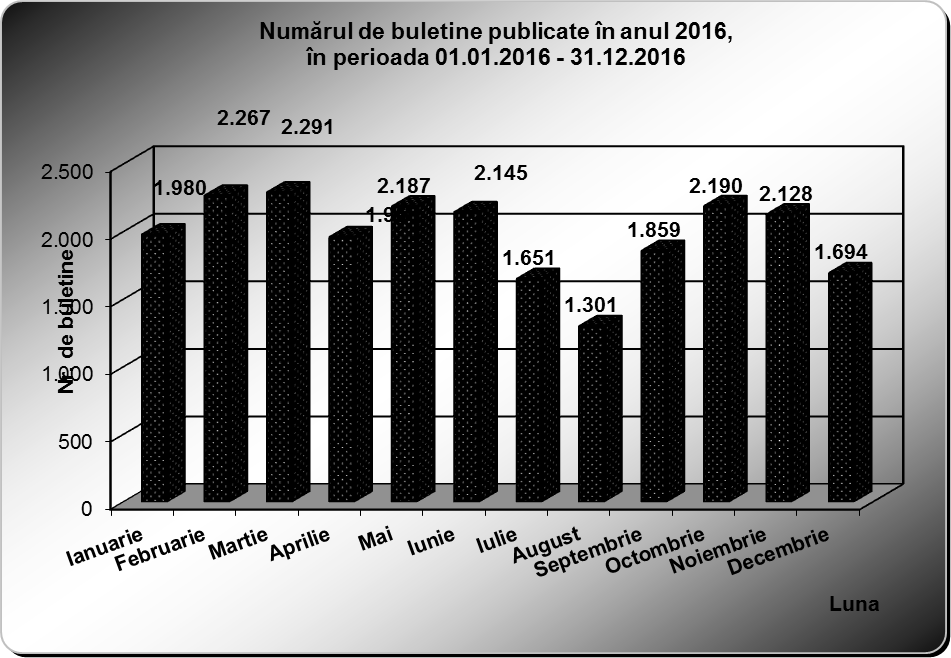 Numărul de buletine publicate în anul 2016,
în perioada 01.01.2016 - 31.12.2016
2.267
2.291
2.145
1.980
2.187
2.190
2.128
1.859
1.651
1.694
1.301
2.500
2.000
1.500
1.000
500
0
Nr. de buletine
Ianuarie
Februarie
Martie
Aprilie
Mai
Iunie
Iulie
August
Septembrie
Octombrie
Noiembrie
Decembrie
Luna